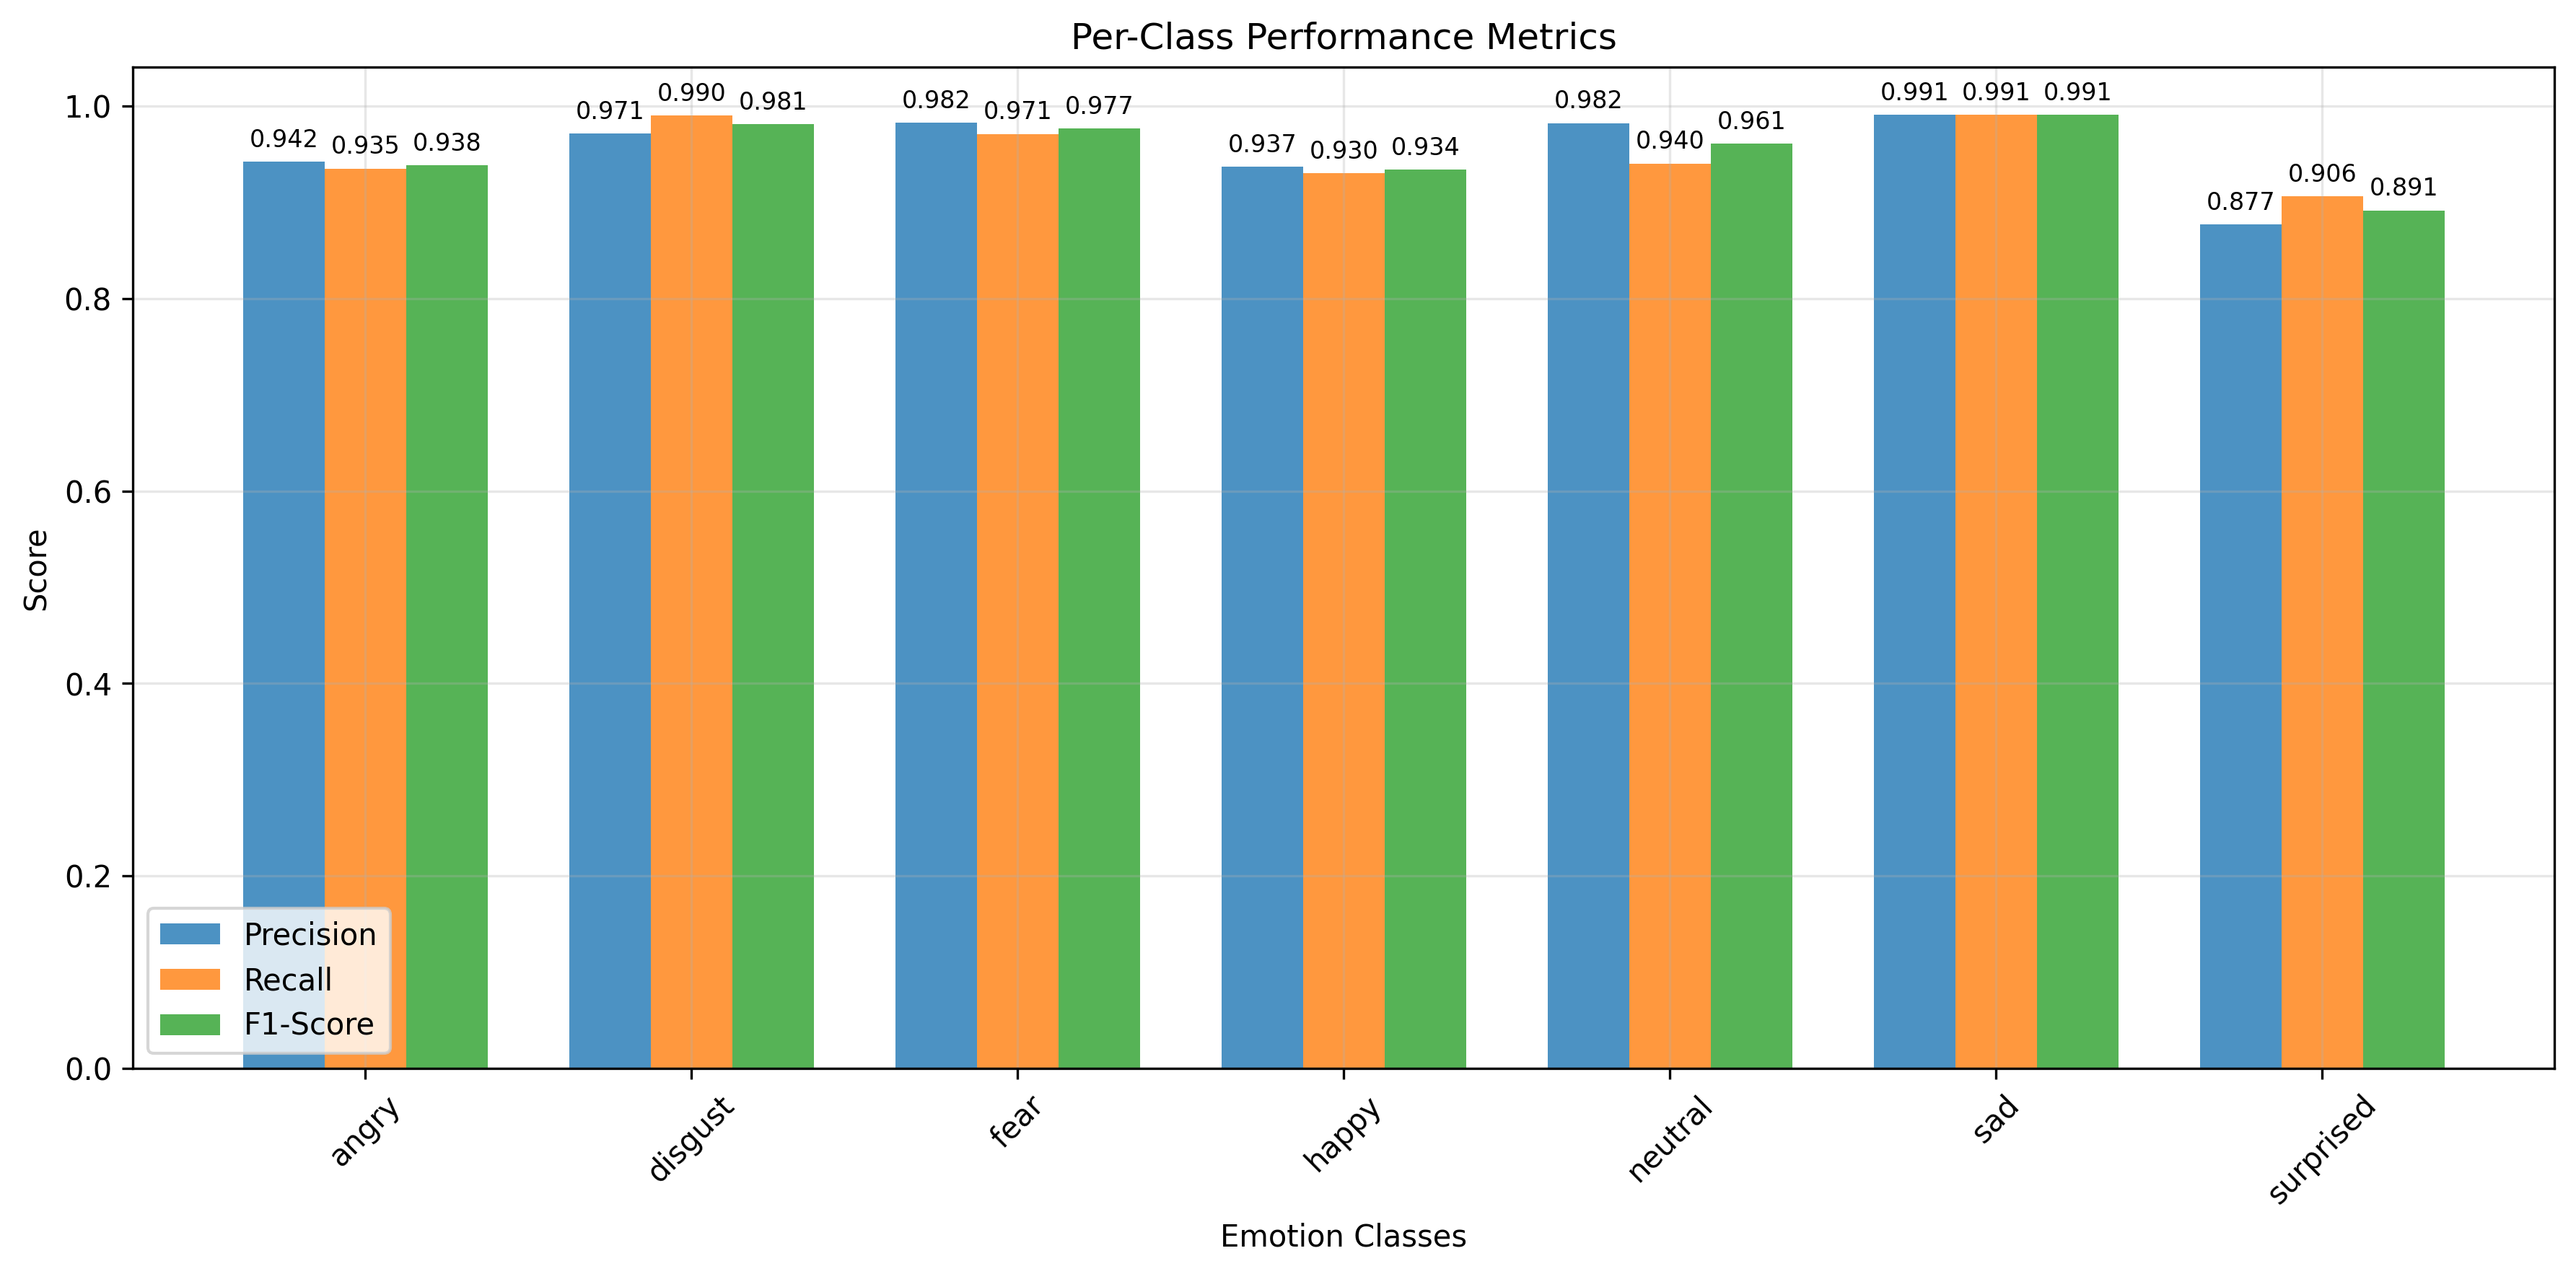 Per-Class Performance Metrics
1.0
0.8
0.6
0.4
0.2
0.0
Score
0.942 0.935 0.938
0.971 0.990 0.981
0.982 0.971 0.977
0.937 0.930 0.934
0.982 0.940 0.961
0.991 0.991 0.991
0.877 0.906 0.891
Precision
Recall
F1-Score
angry
disgust
fear
happy
neutral
sad
surprised
Emotion Classes